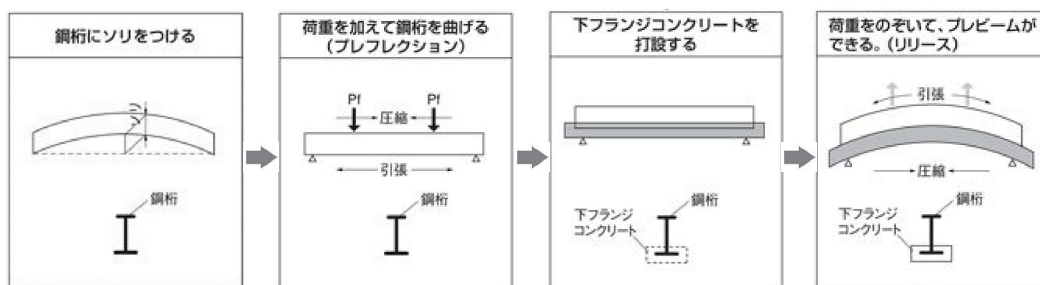 鋼桁にソリをつける
ソリ
鋼桁
荷重を加えて鋼桁を曲げる
(プレフレクション)
Pf
Pf
圧縮
引張
鋼桁
下フランジコンクリートを
打設する
鋼桁
下フランジ
コンクリート
荷重をのぞいて、プレビームが
できる。(リリース)
引張
圧縮
鋼桁
下フランジ
コンクリート